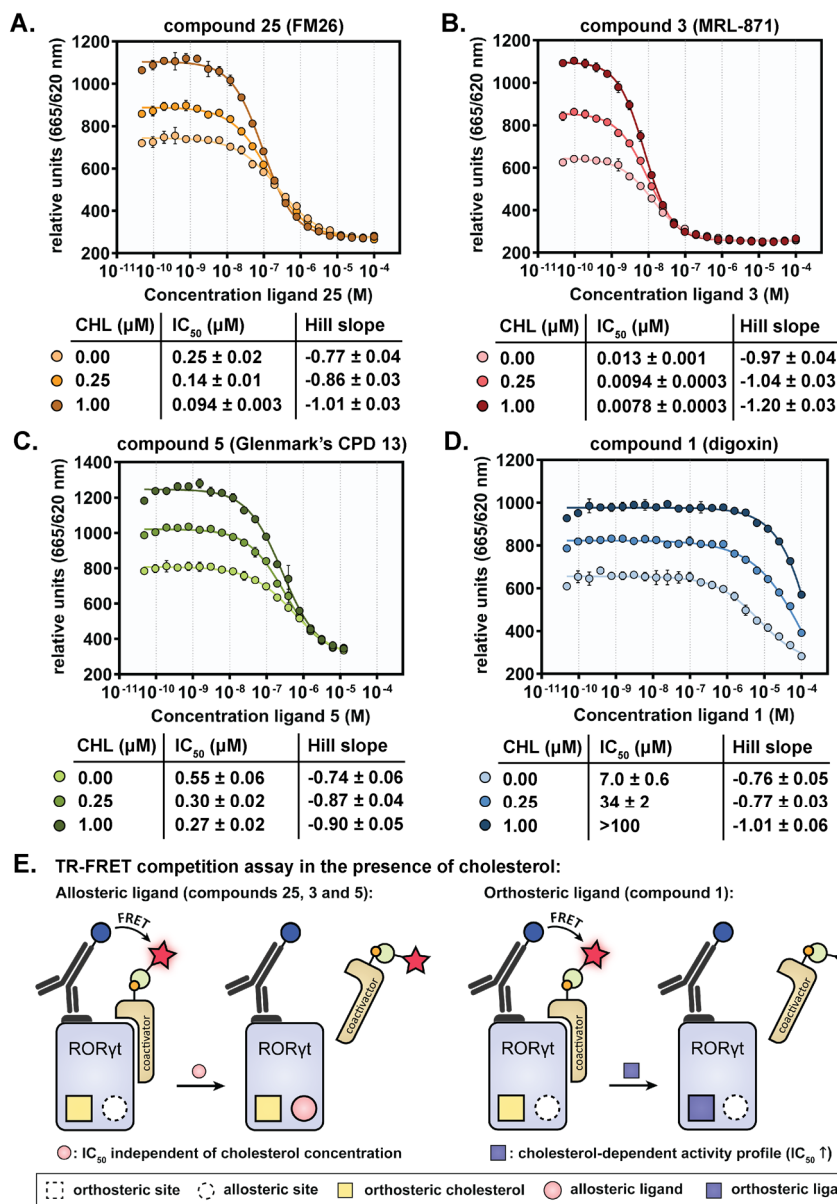 A.
compound 25 (FM26)
relative units (665/620 nm)
1200
1000
800
600
400
200
10⁻¹¹ 10⁻¹⁰ 10⁻⁹ 10⁻⁸ 10⁻⁷ 10⁻⁶ 10⁻⁵ 10⁻⁴
Concentration ligand 25 (M)
CHL (μM) IC₅₀ (μM) Hill slope
0.00 0.25 ± 0.02 -0.77 ± 0.04
0.25 0.14 ± 0.01 -0.86 ± 0.03
1.00 0.094 ± 0.003 -1.01 ± 0.03
B.
compound 3 (MRL-871)
relative units (665/620 nm)
1200
1000
800
600
400
200
10⁻¹¹ 10⁻¹⁰ 10⁻⁹ 10⁻⁸ 10⁻⁷ 10⁻⁶ 10⁻⁵ 10⁻⁴
Concentration ligand 3 (M)
CHL (μM) IC₅₀ (μM) Hill slope
0.00 0.013 ± 0.001 -0.97 ± 0.04
0.25 0.0094 ± 0.0003 -1.04 ± 0.03
1.00 0.0078 ± 0.0003 -1.20 ± 0.03
C.
compound 5 (Glenmark's CPD 13)
relative units (665/620 nm)
1400
1200
1000
800
600
400
200
10⁻¹¹ 10⁻¹⁰ 10⁻⁹ 10⁻⁸ 10⁻⁷ 10⁻⁶ 10⁻⁵ 10⁻⁴
Concentration ligand 5 (M)
CHL (μM) IC₅₀ (μM) Hill slope
0.00 0.55 ± 0.06 -0.74 ± 0.06
0.25 0.30 ± 0.02 -0.87 ± 0.04
1.00 0.27 ± 0.02 -0.90 ± 0.05
D.
compound 1 (digoxin)
relative units (665/620 nm)
1200
1000
800
600
400
200
10⁻¹¹ 10⁻¹⁰ 10⁻⁹ 10⁻⁸ 10⁻⁷ 10⁻⁶ 10⁻⁵ 10⁻⁴
Concentration ligand 1 (M)
CHL (μM) IC₅₀ (μM) Hill slope
0.00 7.0 ± 0.6 -0.76 ± 0.05
0.25 34 ± 2 -0.77 ± 0.03
1.00 >100 -1.01 ± 0.06
E. TR-FRET competition assay in the presence of cholesterol:
Allosteric ligand (compounds 25, 3 and 5):
FRET
coactivator
RORγt
coactivactor
RORγt
: IC₅₀ independent of cholesterol concentration
Orthosteric ligand (compound 1):
FRET
coactivator
RORγt
coactivator
RORγt
: cholesterol-dependent activity profile (IC₅₀ ↑)
orthosteric site allosteric site orthosteric cholesterol allosteric ligand orthosteric liga